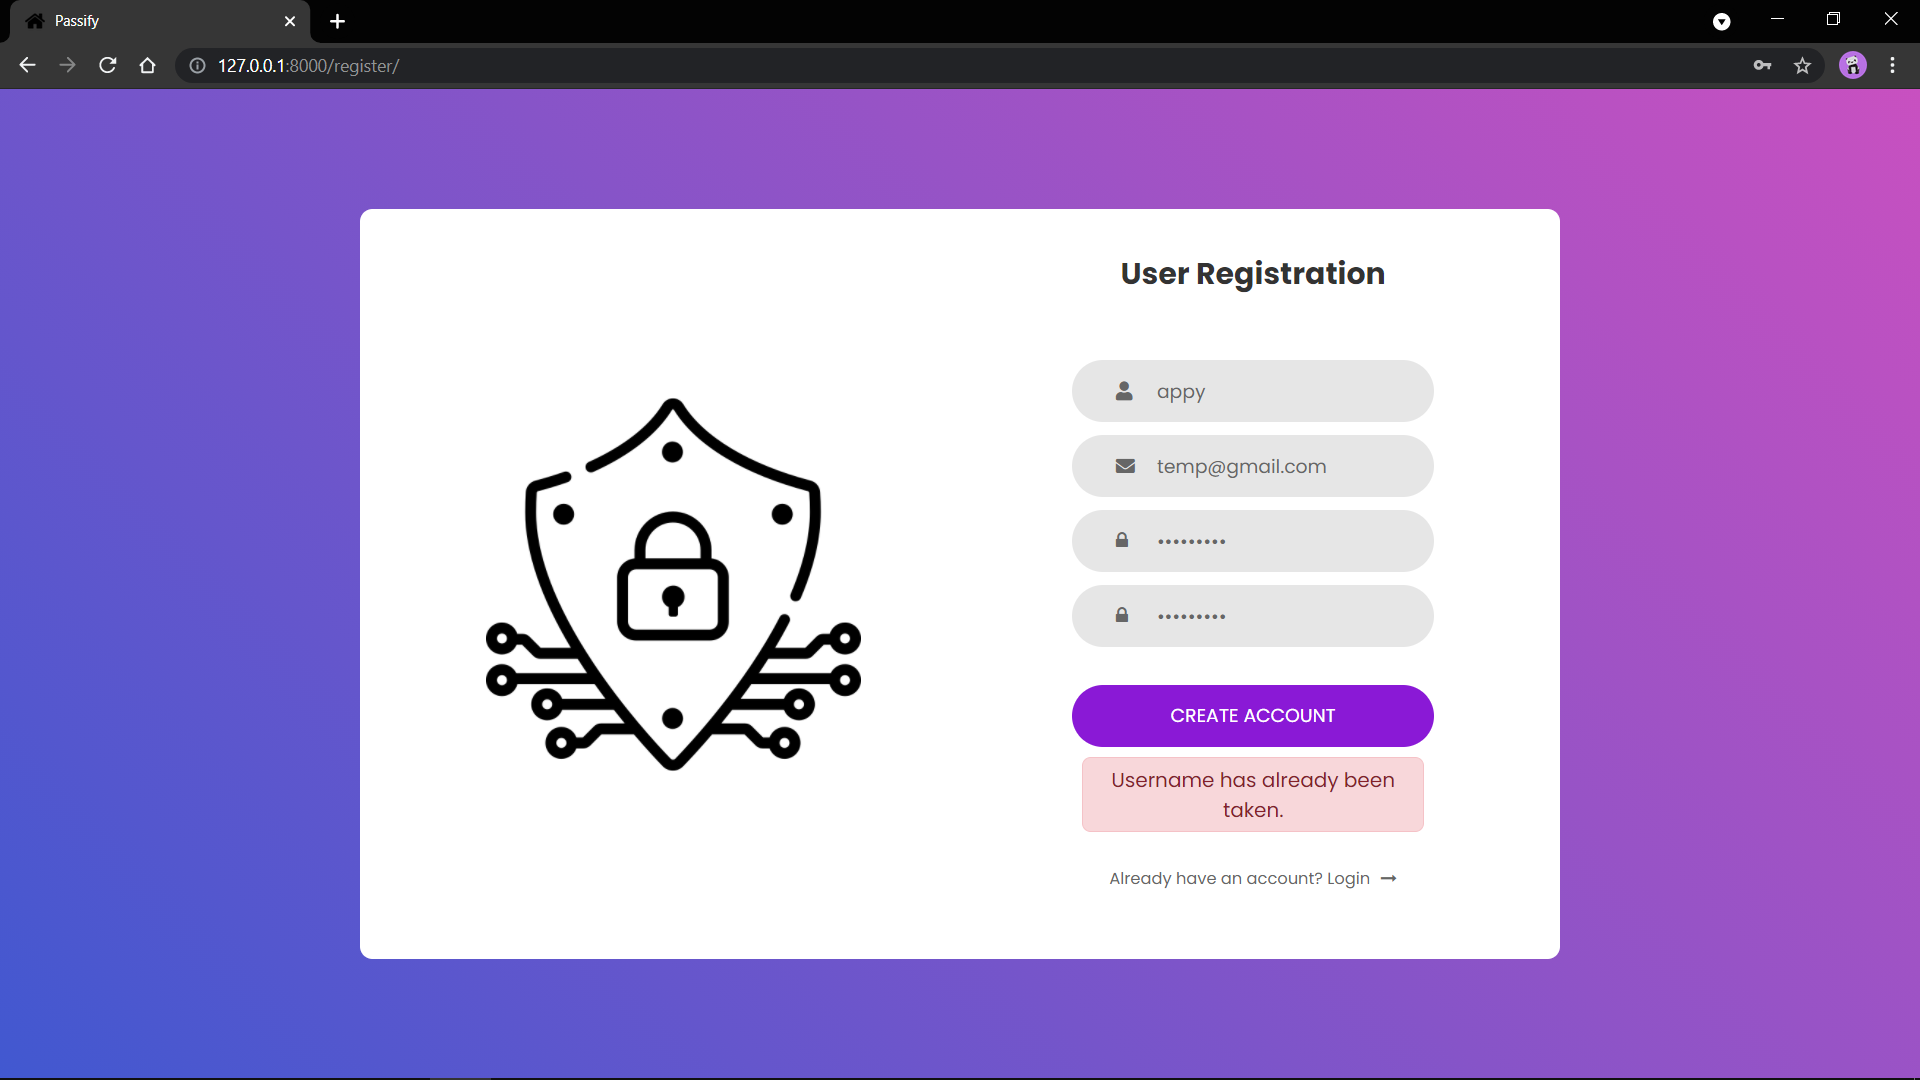 Passify
127.0.0.1:8000/register/
User Registration
appy
temp@gmail.com
•••••••••
•••••••••
CREATE ACCOUNT
Username has already been
taken.
Already have an account? Login →